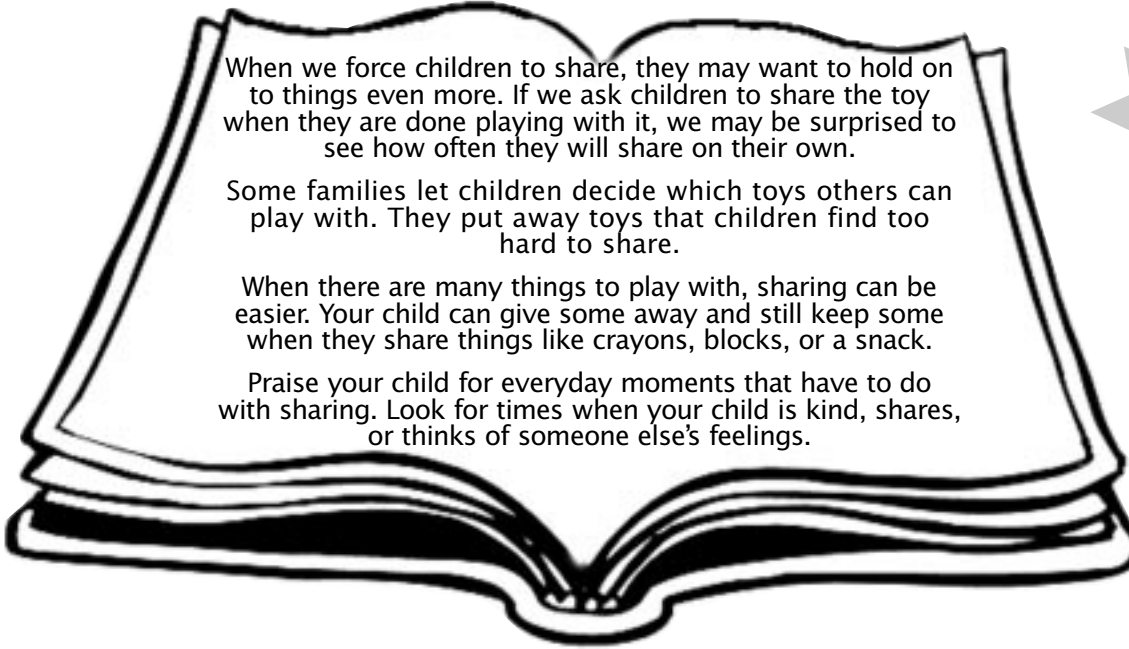 When we force children to share, they may want to hold on
to things even more. If we ask children to share the toy
when they are done playing with it, we may be surprised to
see how often they will share on their own.
Some families let children decide which toys others can
play with. They put away toys that children find too
hard to share.
When there are many things to play with, sharing can be
easier. Your child can give some away and still keep some
when they share things like crayons, blocks, or a snack.
Praise your child for everyday moments that have to do
with sharing. Look for times when your child is kind, shares,
or thinks of someone else’s feelings.